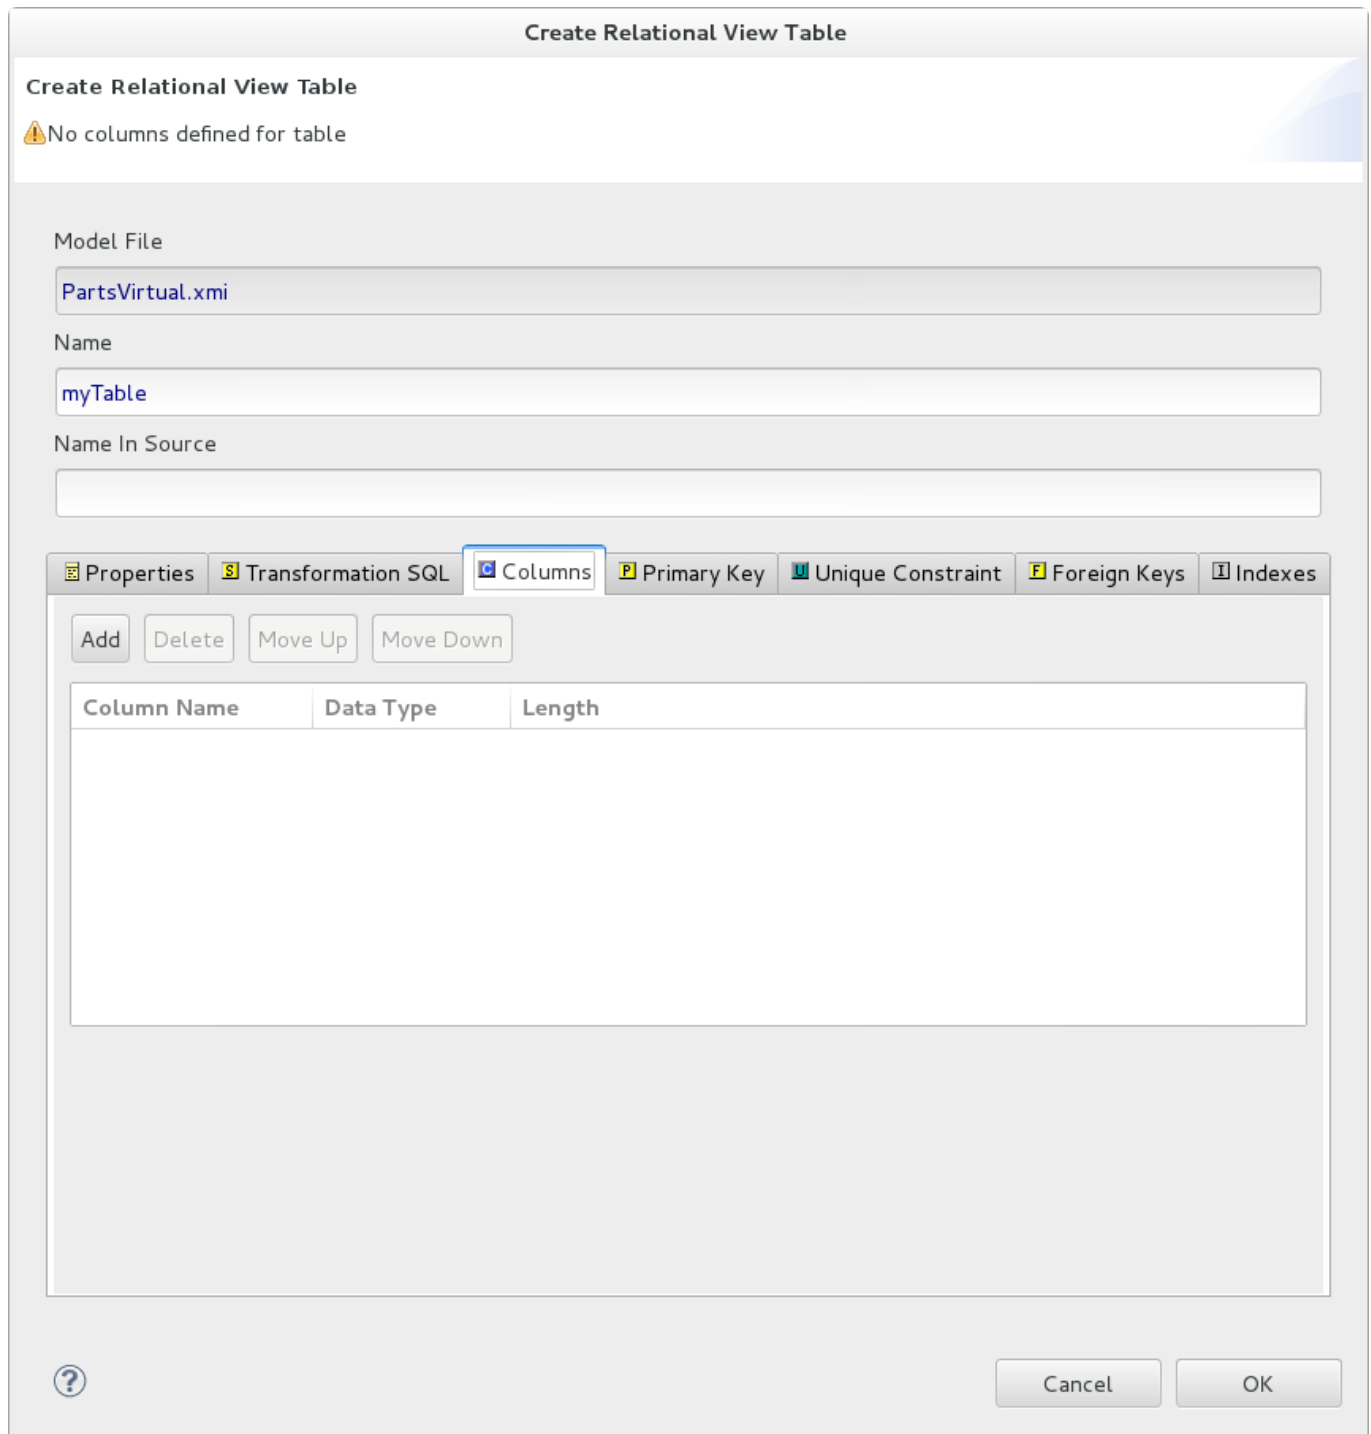 Create Relational View Table
Create Relational View Table
No columns defined for table
Model File
PartsVirtual.xmi
Name
myTable
Name In Source
Properties S Transformation SQL C Columns P Primary Key U Unique Constraint F Foreign Keys I Indexes
Add Delete Move Up Move Down
Column Name Data Type Length
? Cancel OK